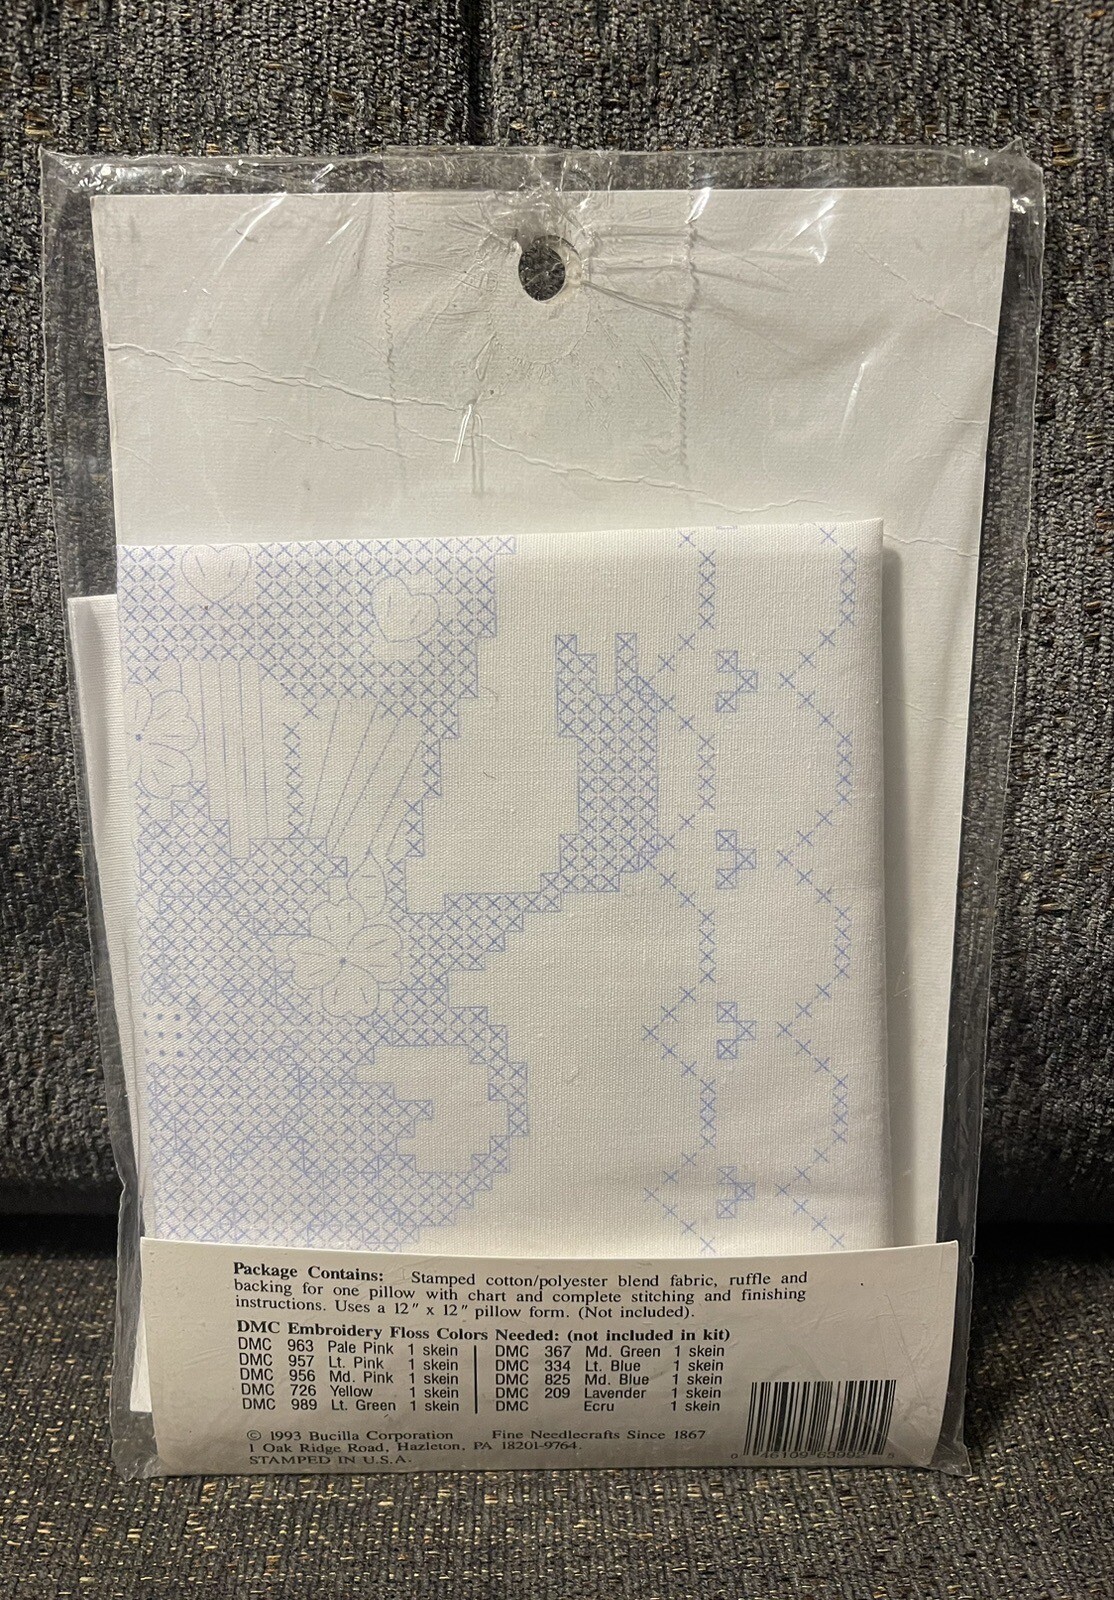 Package Contains: Stamped cotton/polyester blend fabric, ruffle and
backing for one pillow with chart and complete stitching and finishing
instructions. Uses a 12" x 12" pillow form. (Not included).
DMC Embroidery Floss Colors Needed: (not included in kit)
DMC 963 Pale Pink 1 skein
DMC 957 Lt. Pink 1 skein
DMC 956 Md. Pink 1 skein
DMC 726 Yellow 1 skein
DMC 989 Lt. Green 1 skein
DMC 367 Md. Green 1 skein
DMC 334 Lt. Blue 1 skein
DMC 825 Md. Blue 1 skein
DMC 209 Lavender 1 skein
DMC Ecru 1 skein
© 1993 Bucilla Corporation Fine Needlecrafts Since 1867
1 Oak Ridge Road, Hazleton, PA 18201-9764.
STAMPED IN U.S.A.